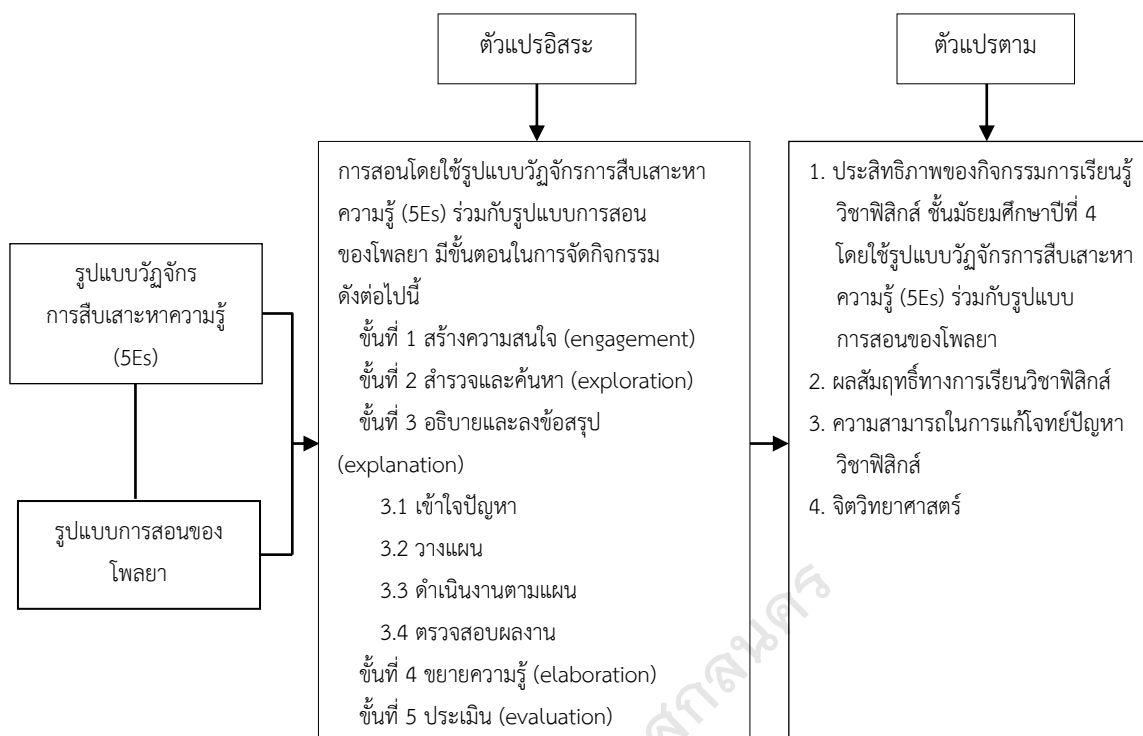 ตัวแปรอิสระ
ตัวแปรตาม
รูปแบบวัฏจักร
การสืบเสาะหาความรู้
(5Es)
รูปแบบการสอนของ
โพลยา
การสอนโดยใช้รูปแบบวัฏจักรการสืบเสาะหา
ความรู้ (5Es) ร่วมกับรูปแบบการสอน
ของโพลยา มีขั้นตอนในการจัดกิจกรรม
ดังต่อไปนี้
ขั้นที่ 1 สร้างความสนใจ (engagement)
ขั้นที่ 2 สำรวจและค้นหา (exploration)
ขั้นที่ 3 อธิบายและลงข้อสรุป
(explanation)
3.1 เข้าใจปัญหา
3.2 วางแผน
3.3 ดำเนินงานตามแผน
3.4 ตรวจสอบผลงาน
ขั้นที่ 4 ขยายความรู้ (elaboration)
ขั้นที่ 5 ประเมิน (evaluation)
1. ประสิทธิภาพของกิจกรรมการเรียนรู้
วิชาฟิสิกส์ ชั้นมัธยมศึกษาปีที่ 4
โดยใช้รูปแบบวัฏจักรการสืบเสาะหา
ความรู้ (5Es) ร่วมกับรูปแบบ
การสอนของโพลยา
2. ผลสัมฤทธิ์ทางการเรียนวิชาฟิสิกส์
3. ความสามารถในการแก้โจทย์ปัญหา
วิชาฟิสิกส์
4. จิตวิทยาศาสตร์
สกลนคร